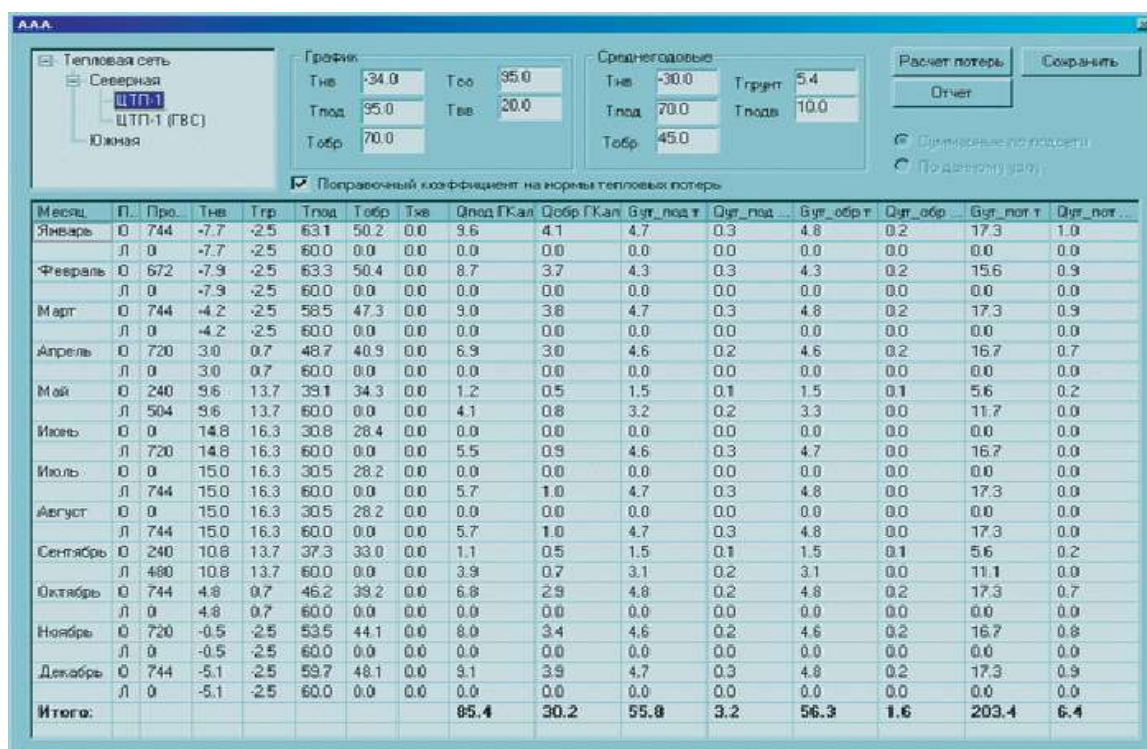 А.А.А.
Тепловая сеть
Северная
ЦТП-1
ЦТП-1 (ГВС)
Южная
График
Тнв -34.0 Тсо 95.0
Тпод 95.0 Твв 20.0
Тобр 70.0
Среднегодовые
Тнв -30.0 Тгрунт 5.4
Тпод 70.0 Тподв 10.0
Тобр 45.0
Расчет потерь Сохранить
Отчет
Суммарные по подсети
По данному узлу
Поправочный коэффициент на нормы тепловых потерь
Месяц П.. Про... Тнв Тгр Тпод Тобр Тхв Qпод ГКал Qобр ГКал Gут_под т Qут_под ... Gут_обр т Qут_обр ... Gут_пот т Qут_пот ...
Январь О 744 -7.7 -2.5 63.1 50.2 0.0 9.6 4.1 4.7 0.3 4.8 0.2 17.3 1.0
Л 0 -7.7 -2.5 60.0 0.0 0.0 0.0 0.0 0.0 0.0 0.0 0.0 0.0 0.0
Февраль О 672 -7.9 -2.5 63.3 50.4 0.0 8.7 3.7 4.3 0.3 4.3 0.2 15.6 0.9
Л 0 -7.9 -2.5 60.0 0.0 0.0 0.0 0.0 0.0 0.0 0.0 0.0 0.0 0.0
Март О 744 -4.2 -2.5 58.5 47.3 0.0 9.0 3.8 4.7 0.3 4.8 0.2 17.3 0.9
Л 0 -4.2 -2.5 60.0 0.0 0.0 0.0 0.0 0.0 0.0 0.0 0.0 0.0 0.0
Апрель О 720 3.0 0.7 48.7 40.9 0.0 6.9 3.0 4.6 0.2 4.6 0.2 16.7 0.7
Л 0 3.0 0.7 60.0 0.0 0.0 0.0 0.0 0.0 0.0 0.0 0.0 0.0 0.0
Май О 240 9.6 13.7 39.1 34.3 0.0 1.2 0.5 1.5 0.1 1.5 0.1 5.6 0.2
Л 504 9.6 13.7 60.0 0.0 0.0 4.1 0.8 3.2 0.2 3.3 0.0 11.7 0.0
Июнь О 0 14.8 16.3 30.8 28.4 0.0 0.0 0.0 0.0 0.0 0.0 0.0 0.0 0.0
Л 720 14.8 16.3 60.0 0.0 0.0 5.5 0.9 4.6 0.3 4.7 0.0 16.7 0.0
Июль О 0 15.0 16.3 30.5 28.2 0.0 0.0 0.0 0.0 0.0 0.0 0.0 0.0 0.0
Л 744 15.0 16.3 60.0 0.0 0.0 5.7 1.0 4.7 0.3 4.8 0.0 17.3 0.0
Август О 0 15.0 16.3 30.5 28.2 0.0 0.0 0.0 0.0 0.0 0.0 0.0 0.0 0.0
Л 744 15.0 16.3 60.0 0.0 0.0 5.7 1.0 4.7 0.3 4.8 0.0 17.3 0.0
Сентябрь О 240 10.8 13.7 37.3 33.0 0.0 1.1 0.5 1.5 0.1 1.5 0.1 5.6 0.2
Л 480 10.8 13.7 60.0 0.0 0.0 3.9 0.7 3.1 0.2 3.1 0.0 11.1 0.0
Октябрь О 744 4.8 0.7 46.2 39.2 0.0 6.8 2.9 4.8 0.2 4.8 0.2 17.3 0.7
Л 0 4.8 0.7 60.0 0.0 0.0 0.0 0.0 0.0 0.0 0.0 0.0 0.0 0.0
Ноябрь О 720 -0.5 -2.5 53.5 44.1 0.0 8.0 3.4 4.6 0.2 4.6 0.2 16.7 0.8
Л 0 -0.5 -2.5 60.0 0.0 0.0 0.0 0.0 0.0 0.0 0.0 0.0 0.0 0.0
Декабрь О 744 -5.1 -2.5 59.7 48.1 0.0 9.1 3.9 4.7 0.3 4.8 0.2 17.3 0.9
Л 0 -5.1 -2.5 60.0 0.0 0.0 0.0 0.0 0.0 0.0 0.0 0.0 0.0 0.0
Итого: 85.4 30.2 55.8 3.2 56.3 1.6 203.4 6.4